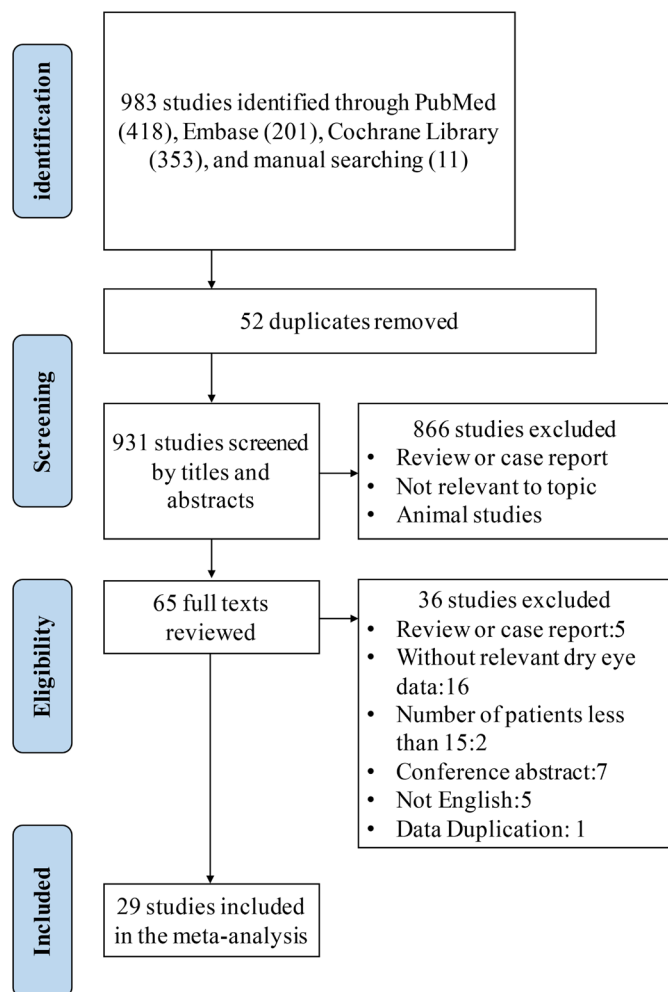 identification
983 studies identified through PubMed
(418), Embase (201), Cochrane Library
(353), and manual searching (11)
52 duplicates removed
Screening
931 studies screened
by titles and
abstracts
866 studies excluded
• Review or case report
• Not relevant to topic
• Animal studies
Eligibility
65 full texts
reviewed
36 studies excluded
• Review or case report:5
• Without relevant dry eye
data:16
• Number of patients less
than 15:2
• Conference abstract:7
• Not English:5
• Data Duplication: 1
Included
29 studies included
in the meta-analysis